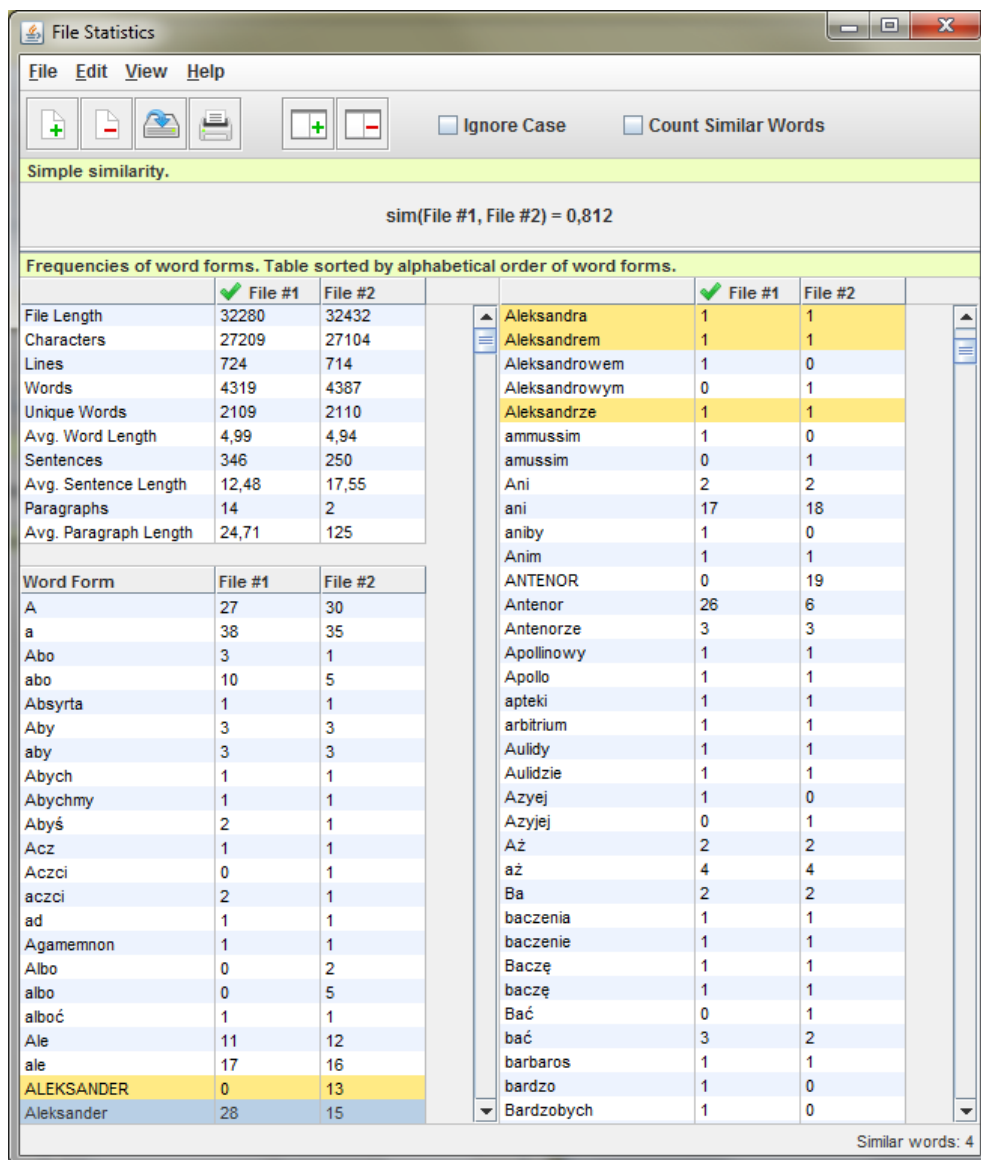 File Statistics
File Edit View Help
Ignore Case Count Similar Words
Simple similarity.
sim(File #1, File #2) = 0,812
Frequencies of word forms. Table sorted by alphabetical order of word forms.
File #1 File #2
File Length 32280 32432
Characters 27209 27104
Lines 724 714
Words 4319 4387
Unique Words 2109 2110
Avg. Word Length 4,99 4,94
Sentences 346 250
Avg. Sentence Length 12,48 17,55
Paragraphs 14 2
Avg. Paragraph Length 24,71 125
Word Form File #1 File #2
A 27 30
a 38 35
Abo 3 1
abo 10 5
Absyrta 1 1
Aby 3 3
aby 3 3
Abych 1 1
Abychmy 1 1
Abyś 2 1
Acz 1 1
Aczci 0 1
aczci 2 1
ad 1 1
Agamemnon 1 1
Albo 0 2
albo 0 5
alboć 1 1
Ale 11 12
ale 17 16
ALEKSANDER 0 13
Aleksander 28 15
File #1 File #2
Aleksandra 1 1
Aleksandrem 1 1
Aleksandrowem 1 0
Aleksandrowym 0 1
Aleksandrze 1 1
ammussim 1 0
amussim 0 1
Ani 2 2
ani 17 18
aniby 1 0
Anim 1 1
ANTENOR 0 19
Antenor 26 6
Antenorze 3 3
Apollinowy 1 1
Apollo 1 1
apteki 1 1
arbitrium 1 1
Aulidy 1 1
Aulidzie 1 1
Azyej 1 0
Azyjej 0 1
Aż 2 2
aż 4 4
Ba 2 2
baczenia 1 1
baczenie 1 1
Baczę 1 1
baczę 1 1
Bać 0 1
bać 3 2
barbaros 1 1
bardzo 1 0
Bardzobych 1 0
Similar words: 4